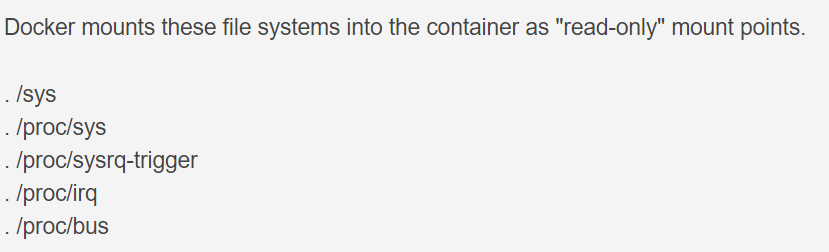 Docker mounts these file systems into the container as "read-only" mount points.
. /sys
. /proc/sys
. /proc/sysrq-trigger
. /proc/irq
. /proc/bus